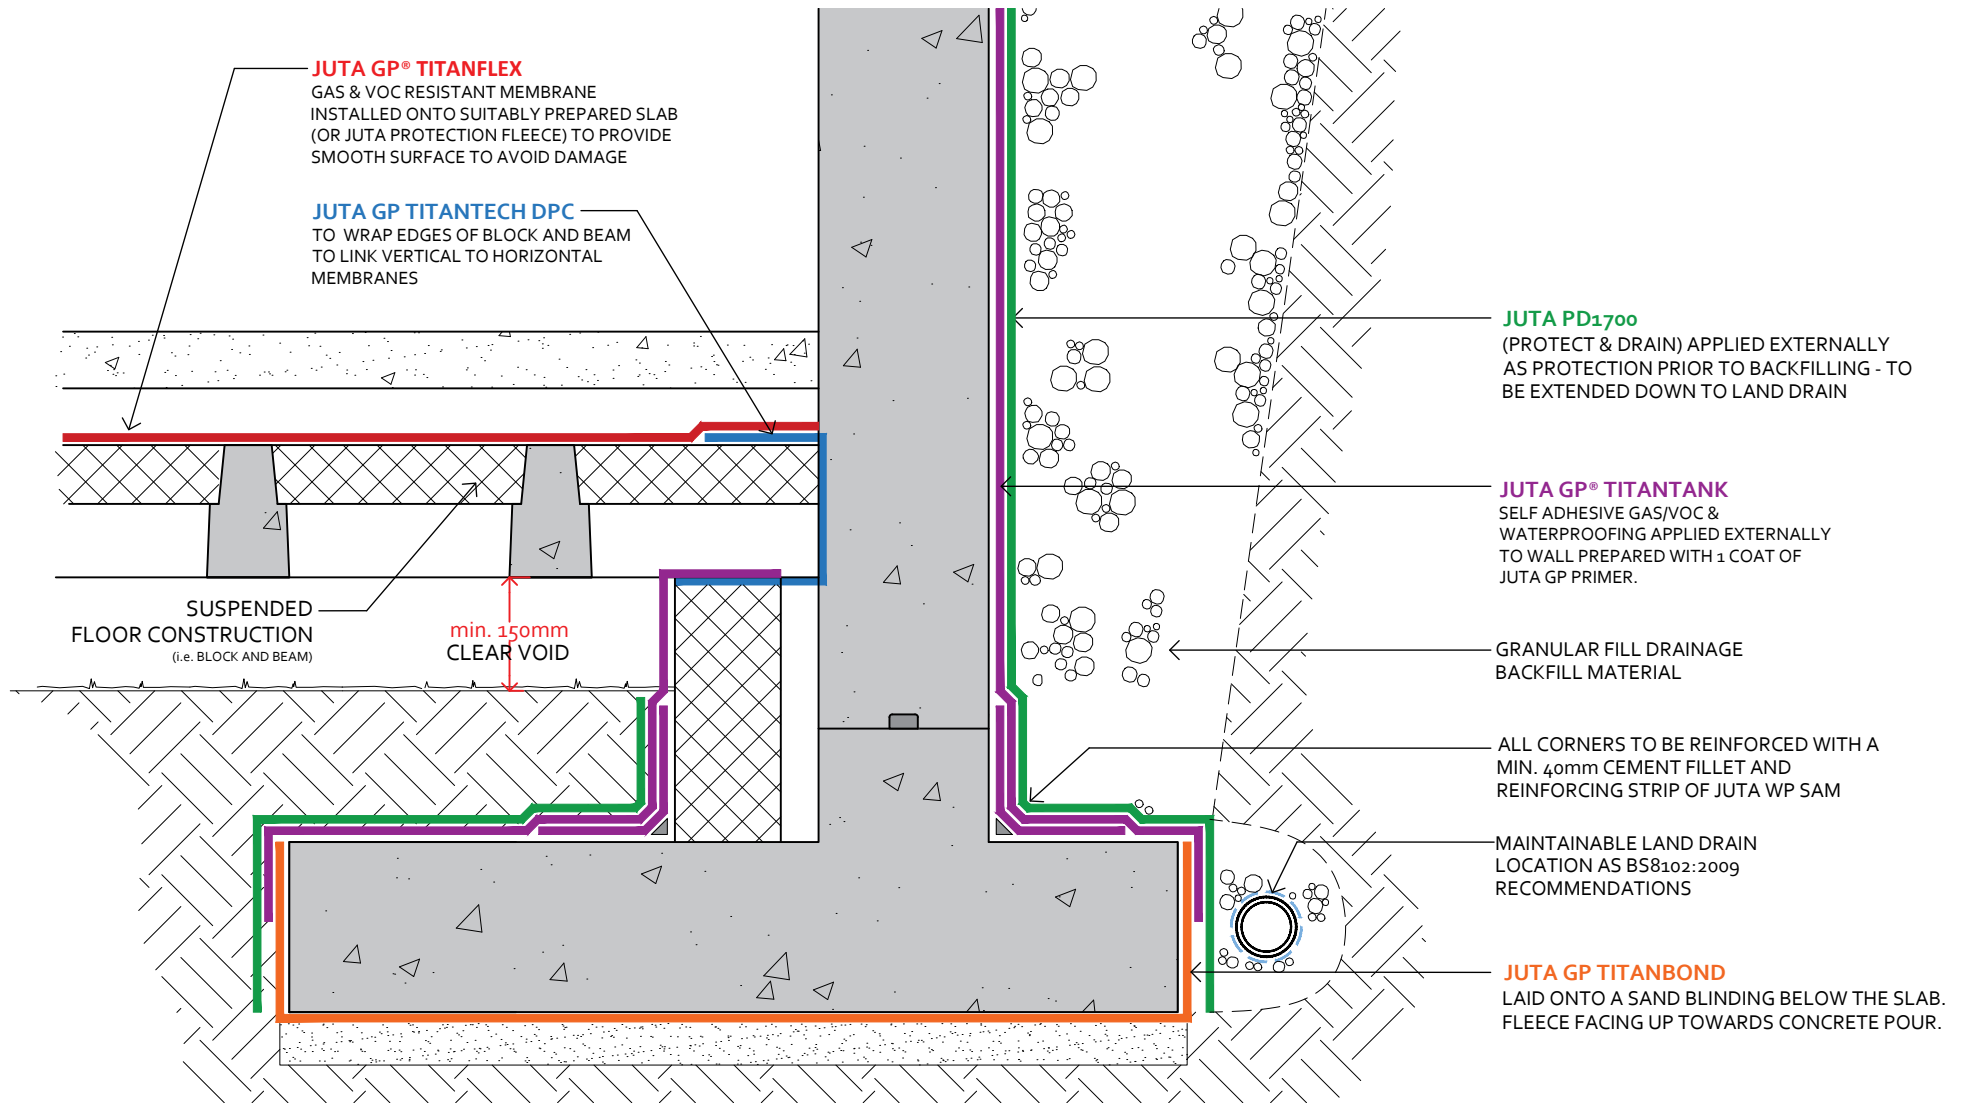 JUTA GP® TITANFLEX
GAS & VOC RESISTANT MEMBRANE
INSTALLED ONTO SUITABLY PREPARED SLAB
(OR JUTA PROTECTION FLEECE) TO PROVIDE
SMOOTH SURFACE TO AVOID DAMAGE
JUTA GP TITANTECH DPC
TO WRAP EDGES OF BLOCK AND BEAM
TO LINK VERTICAL TO HORIZONTAL
MEMBRANES
SUSPENDED
FLOOR CONSTRUCTION
(i.e. BLOCK AND BEAM)
min. 150mm
CLEAR VOID
JUTA PD1700
(PROTECT & DRAIN) APPLIED EXTERNALLY
AS PROTECTION PRIOR TO BACKFILLING - TO
BE EXTENDED DOWN TO LAND DRAIN
JUTA GP® TITANTANK
SELF ADHESIVE GAS/VOC &
WATERPROOFING APPLIED EXTERNALLY
TO WALL PREPARED WITH 1 COAT OF
JUTA GP PRIMER.
GRANULAR FILL DRAINAGE
BACKFILL MATERIAL
ALL CORNERS TO BE REINFORCED WITH A
MIN. 40mm CEMENT FILLET AND
REINFORCING STRIP OF JUTA WP SAM
MAINTAINABLE LAND DRAIN
LOCATION AS BS8102:2009
RECOMMENDATIONS
JUTA GP TITANBOND
LAID ONTO A SAND BLINDING BELOW THE SLAB.
FLEECE FACING UP TOWARDS CONCRETE POUR.